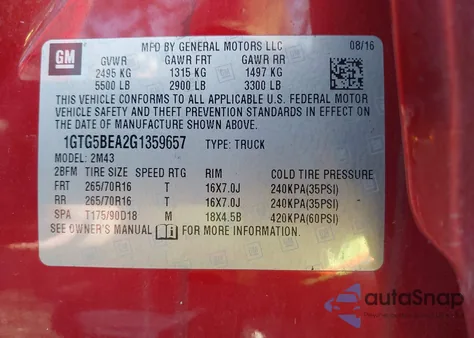 GM
MFD BY GENERAL MOTORS LLC 08/16
GVWR GAWR FRT GAWR RR
2495 KG 1315 KG 1497 KG
5500 LB 2900 LB 3300 LB
THIS VEHICLE CONFORMS TO ALL APPLICABLE U.S. FEDERAL MOTOR
VEHICLE SAFETY AND THEFT PREVENTION STANDARDS IN EFFECT ON THE
DATE OF MANUFACTURE SHOWN ABOVE.
1GTG5BEA2G1359657 TYPE: TRUCK
MODEL: 2M43
2BFM TIRE SIZE SPEED RTG RIM COLD TIRE PRESSURE
FRT 265/70R16 T 16X7.0J 240KPA(35PSI)
RR 265/70R16 T 16X7.0J 240KPA(35PSI)
SPA T175/90D18 M 18X4.5B 420KPA(60PSI)
SEE OWNER'S MANUAL FOR MORE INFORMATION.
autoSnap